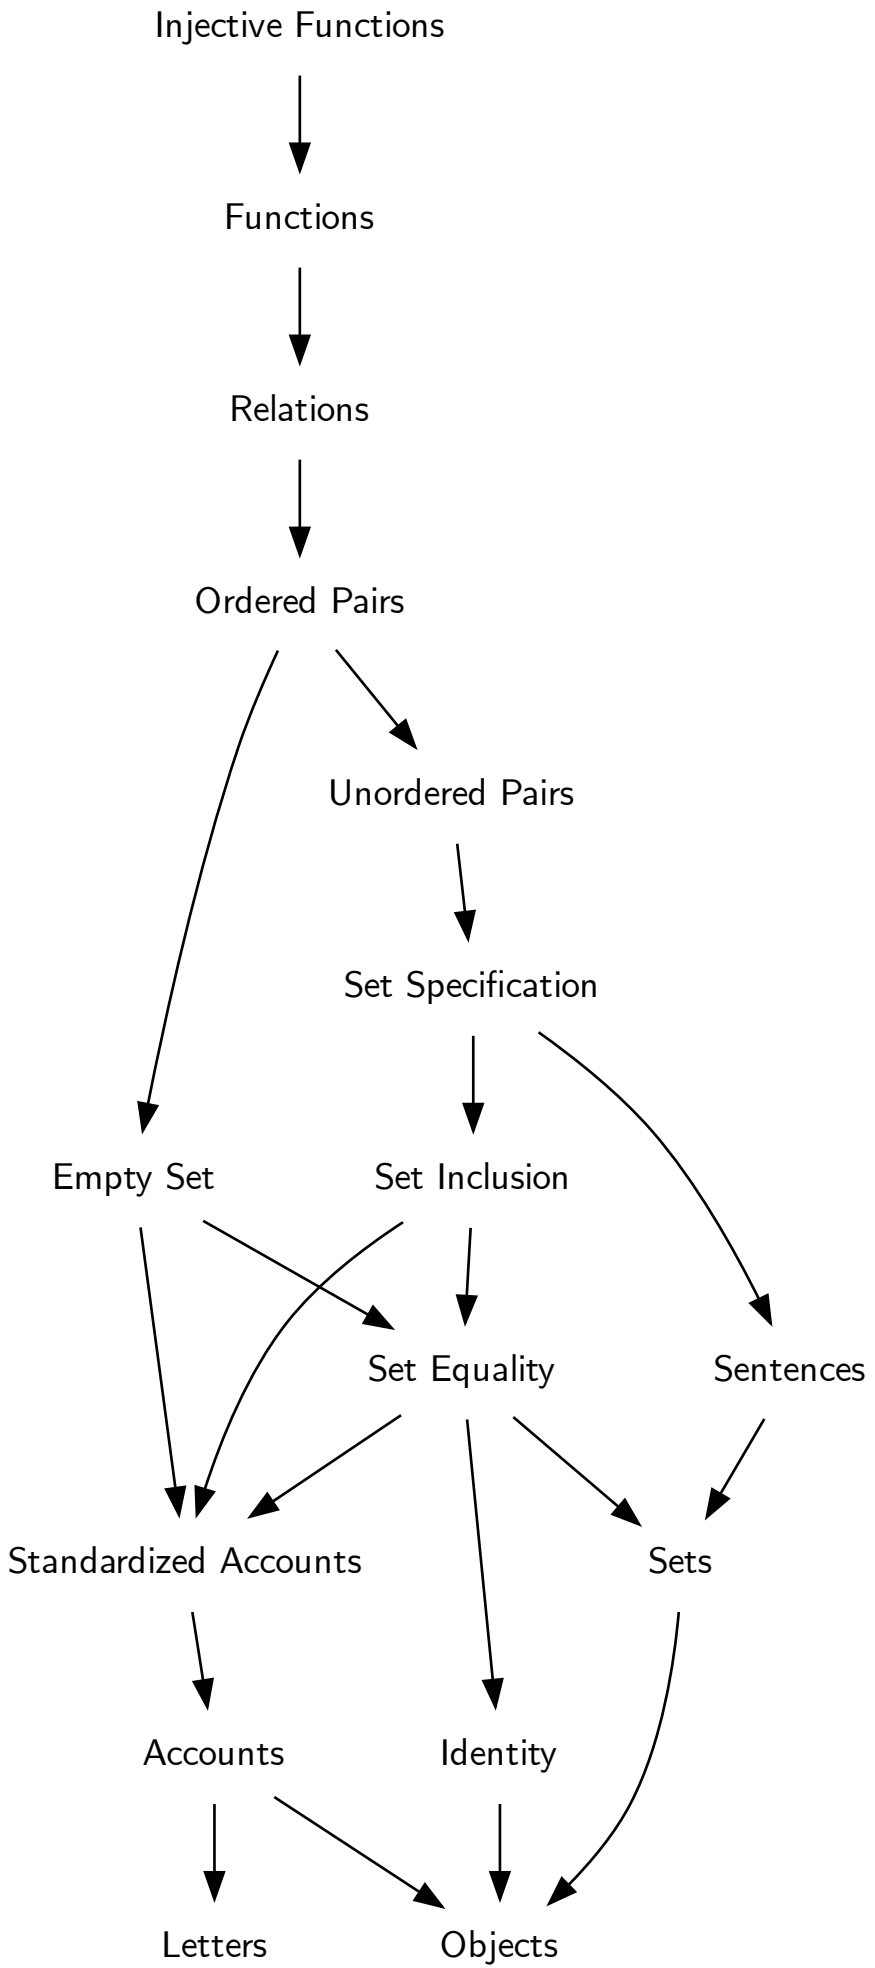 Injective Functions
Functions
Relations
Ordered Pairs
Unordered Pairs
Set Specification
Empty Set
Set Inclusion
Set Equality
Sentences
Standardized Accounts
Sets
Accounts
Identity
Letters
Objects